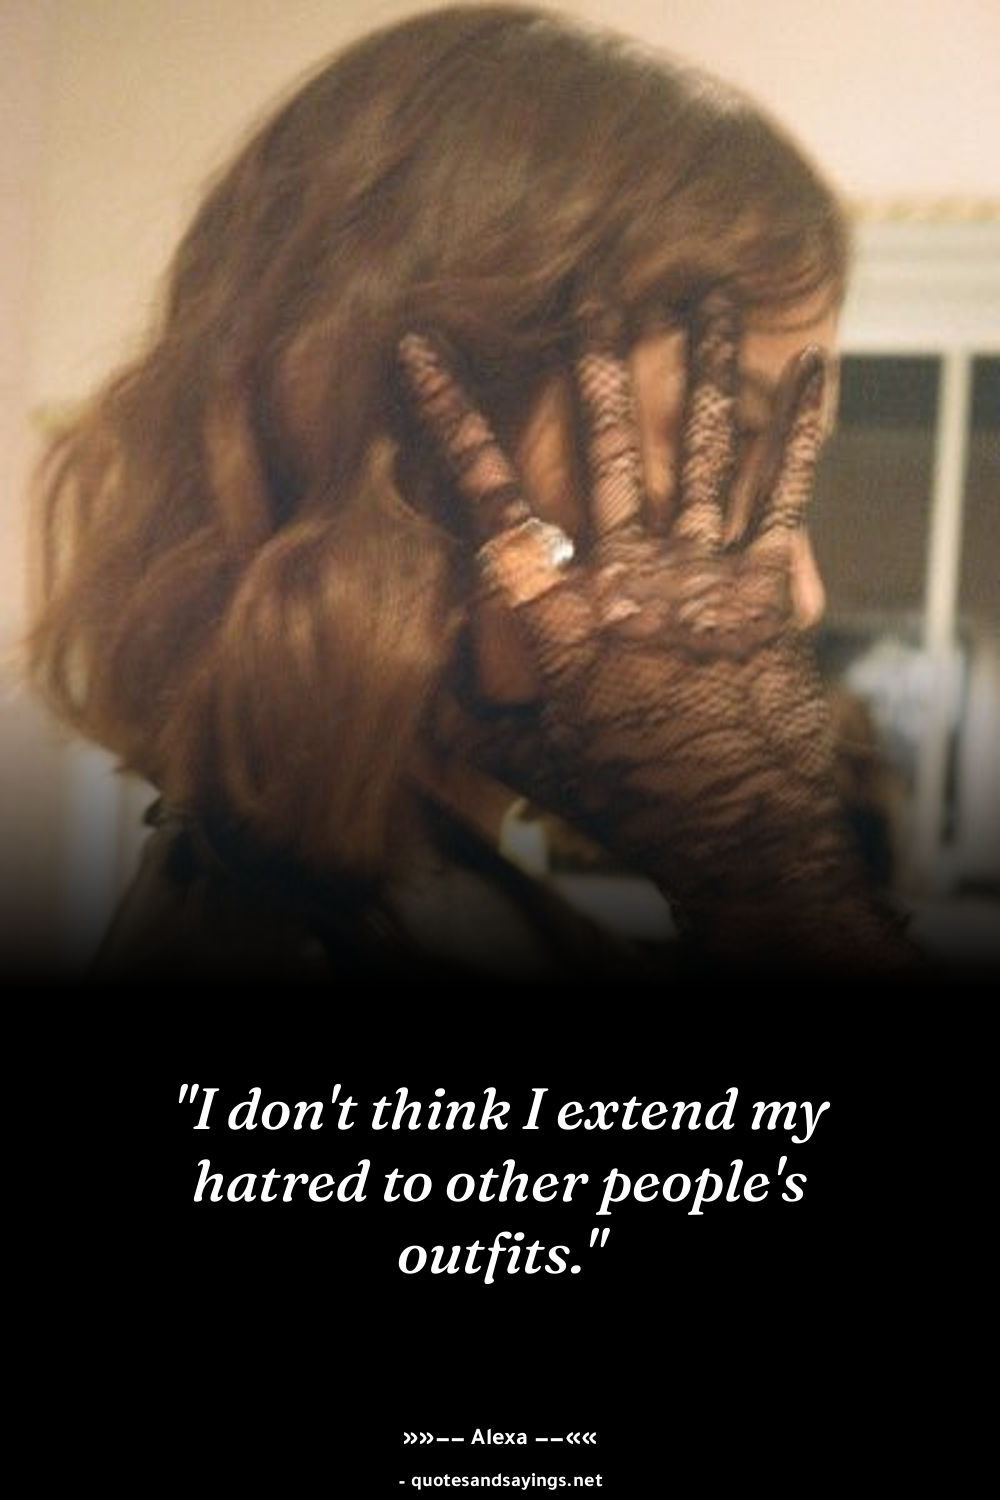 "I don't think I extend my
hatred to other people's
outfits."
»»−− Alexa −−««
- quotesandsayings.net